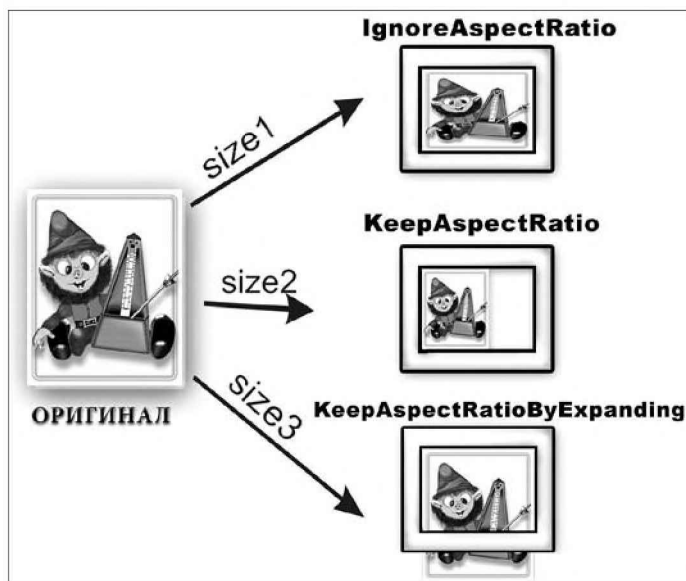 IgnoreAspectRatio
size1
KeepAspectRatio
size2
size3
KeepAspectRatioByExpanding
ОРИГИНАЛ